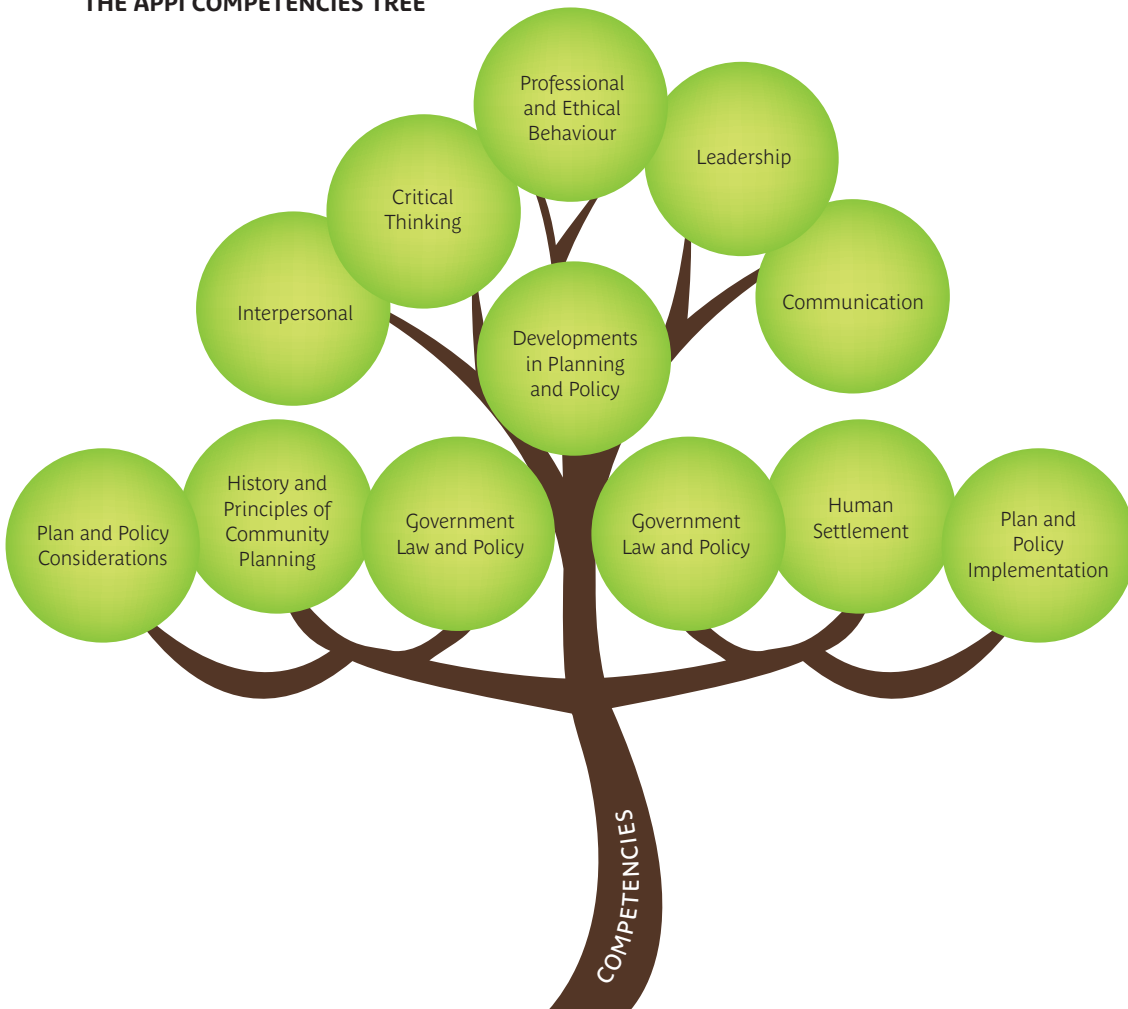 THE APPI COMPETENCIES TREE
Professional
and Ethical
Behaviour
Leadership
Critical
Thinking
Interpersonal
Communication
Developments
in Planning
and Policy
Plan and Policy
Considerations
History and
Principles of
Community
Planning
Government
Law and Policy
Government
Law and Policy
Human
Settlement
Plan and
Policy
Implementation
COMPETENCIES